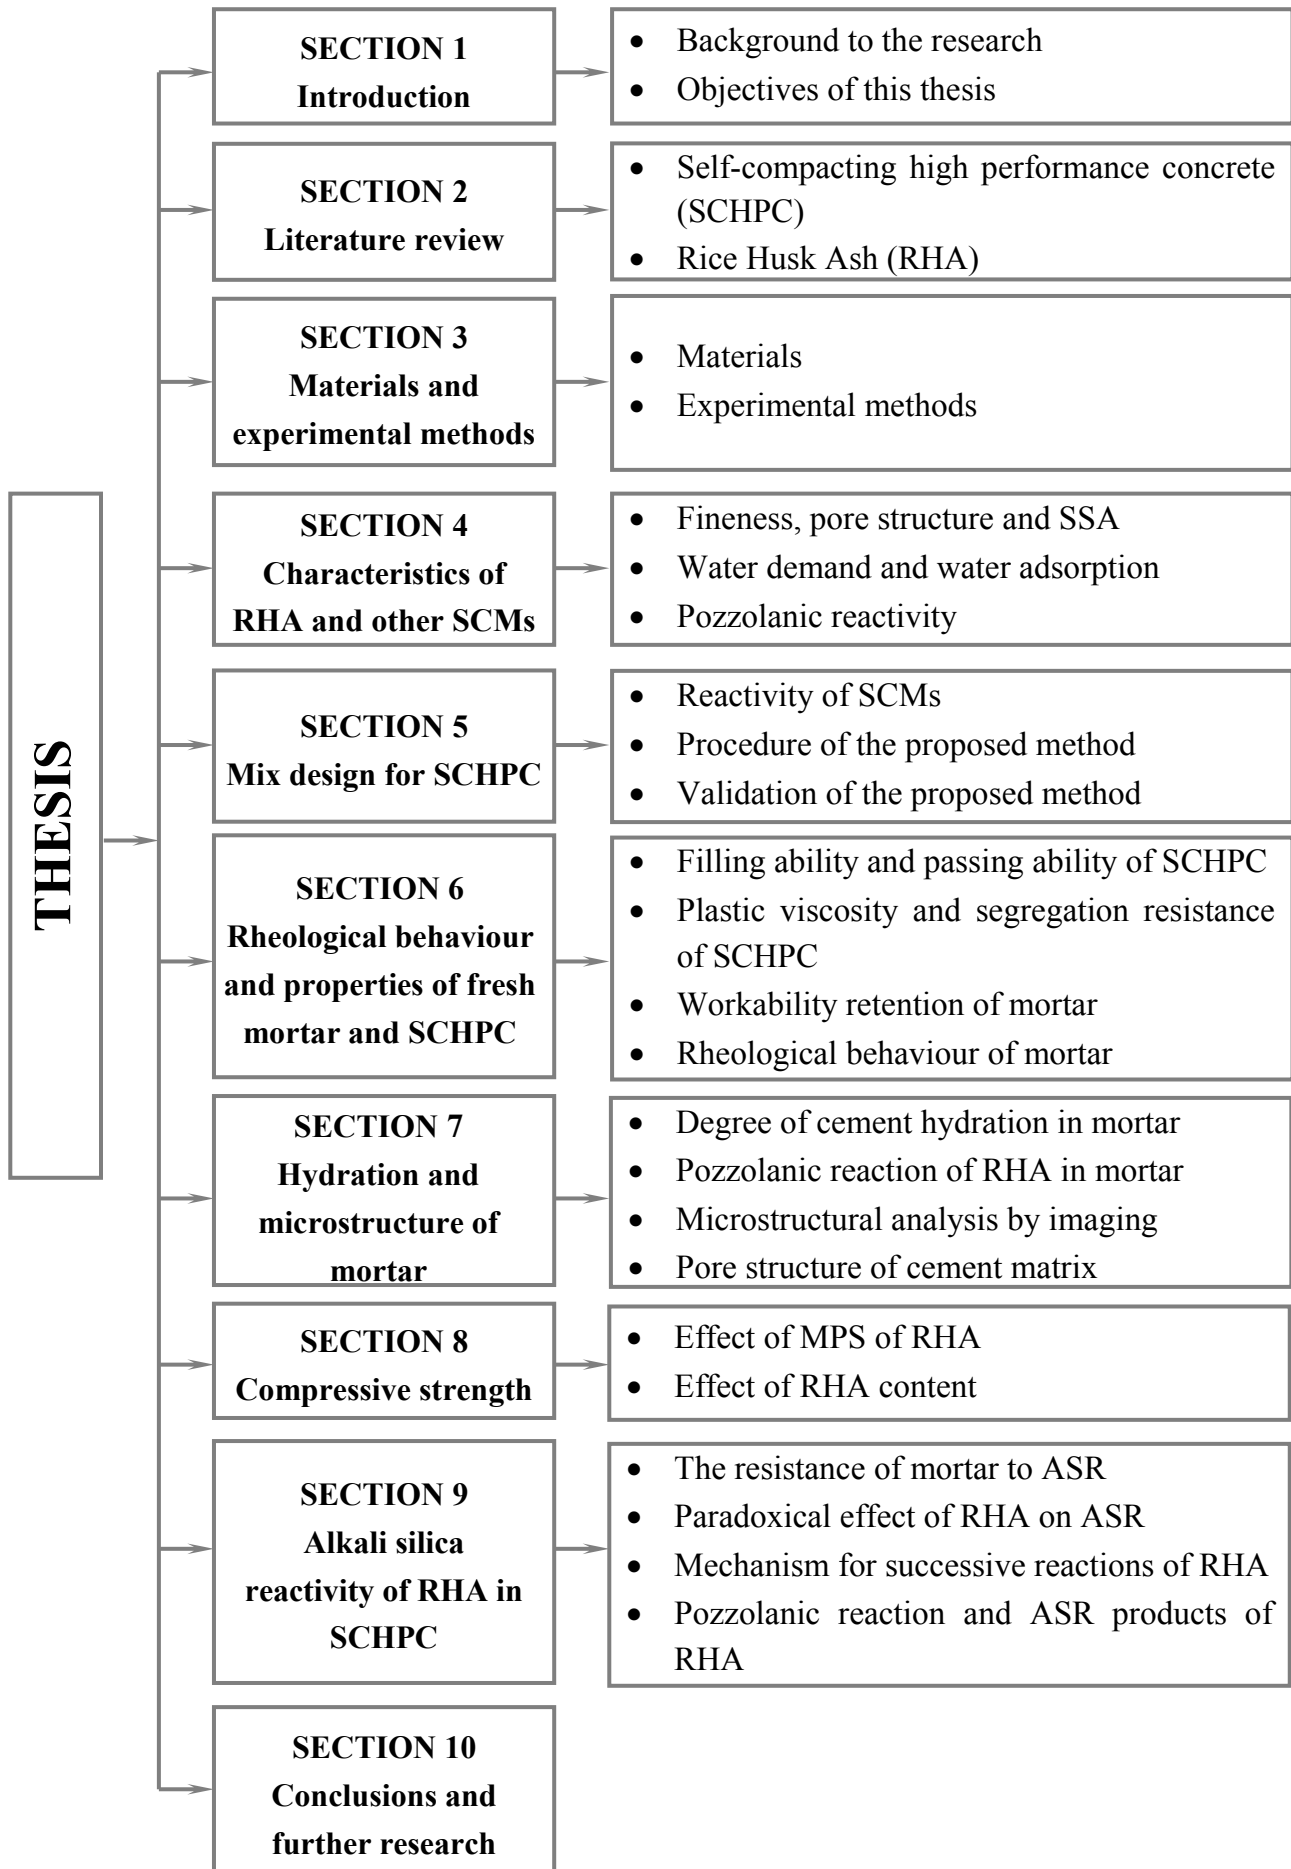 THESIS
SECTION 1
Introduction
• Background to the research
• Objectives of this thesis
SECTION 2
Literature review
• Self-compacting high performance concrete
(SCHPC)
• Rice Husk Ash (RHA)
SECTION 3
Materials and
experimental methods
• Materials
• Experimental methods
SECTION 4
Characteristics of
RHA and other SCMs
• Fineness, pore structure and SSA
• Water demand and water adsorption
• Pozzolanic reactivity
SECTION 5
Mix design for SCHPC
• Reactivity of SCMs
• Procedure of the proposed method
• Validation of the proposed method
SECTION 6
Rheological behaviour
and properties of fresh
mortar and SCHPC
• Filling ability and passing ability of SCHPC
• Plastic viscosity and segregation resistance
of SCHPC
• Workability retention of mortar
• Rheological behaviour of mortar
SECTION 7
Hydration and
microstructure of
mortar
• Degree of cement hydration in mortar
• Pozzolanic reaction of RHA in mortar
• Microstructural analysis by imaging
• Pore structure of cement matrix
SECTION 8
Compressive strength
• Effect of MPS of RHA
• Effect of RHA content
SECTION 9
Alkali silica
reactivity of RHA in
SCHPC
• The resistance of mortar to ASR
• Paradoxical effect of RHA on ASR
• Mechanism for successive reactions of RHA
• Pozzolanic reaction and ASR products of
RHA
SECTION 10
Conclusions and
further research